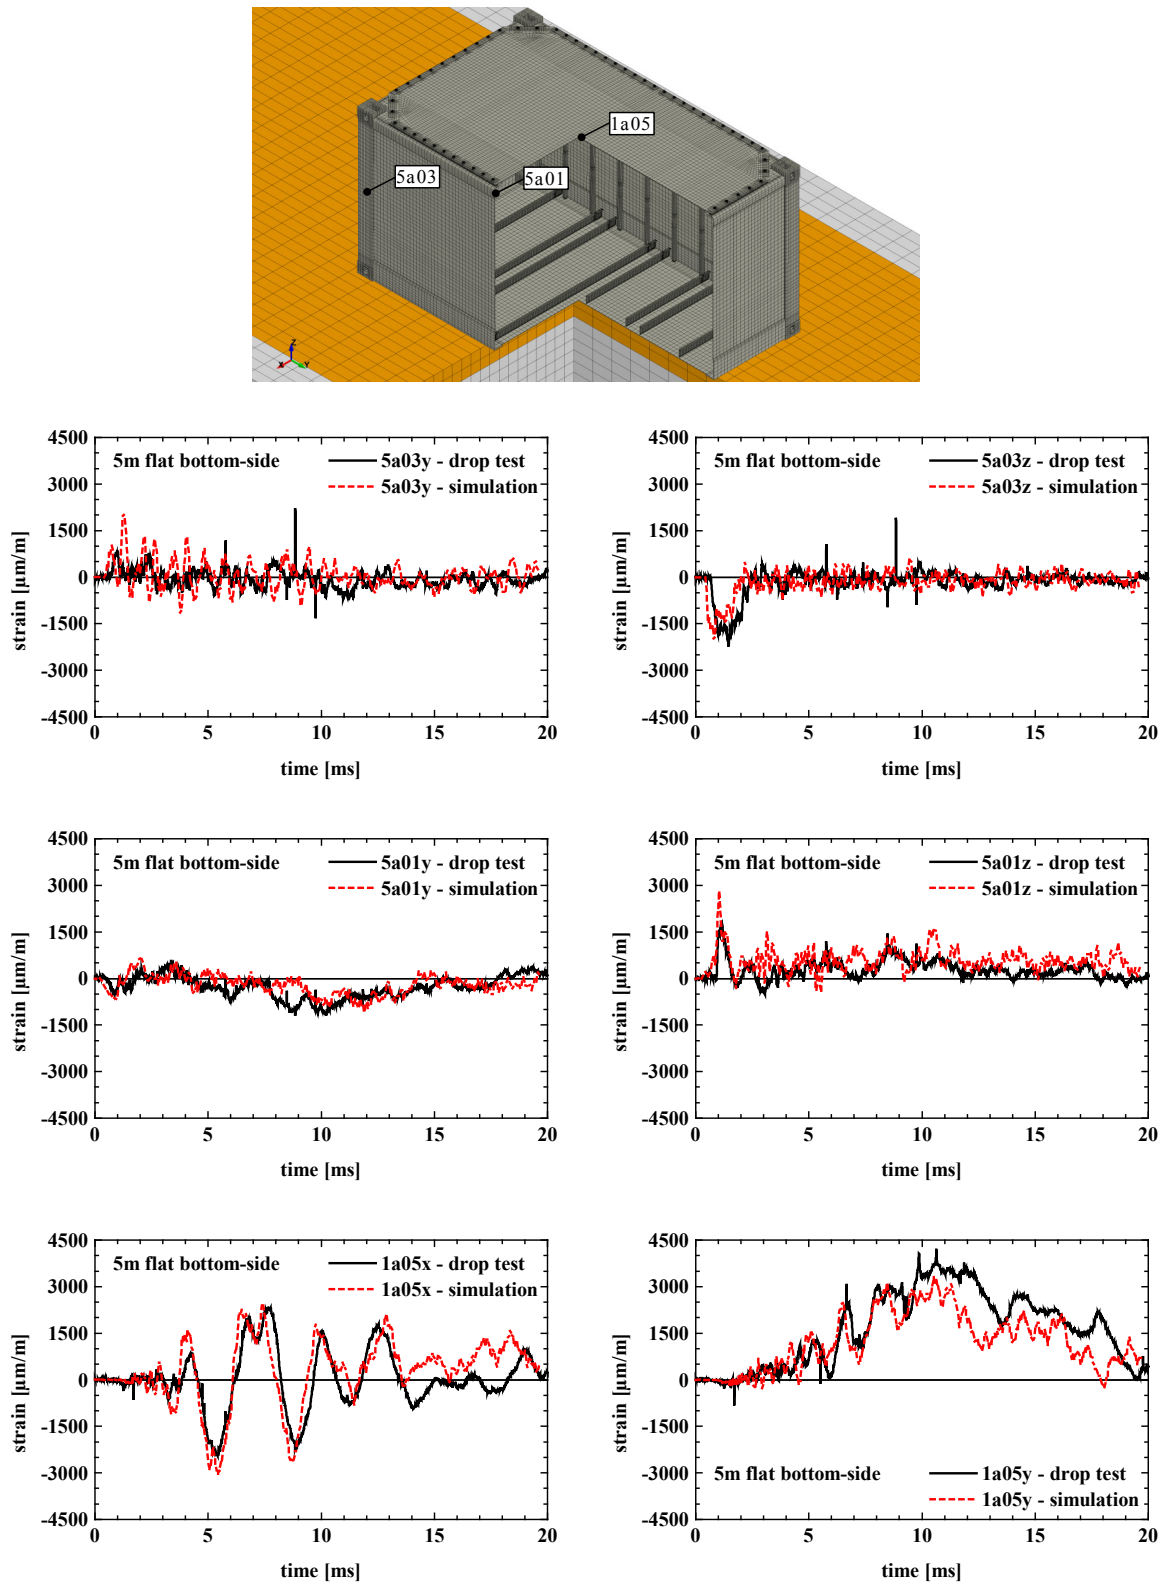 1a05
5a03
5a01
Z
X
Y
4500
3000
1500
0
-1500
-3000
-4500
strain [µm/m]
5m flat bottom-side
5a03y - drop test
5a03y - simulation
0 5 10 15 20
time [ms]
4500
3000
1500
0
-1500
-3000
-4500
strain [µm/m]
5m flat bottom-side
5a03z - drop test
5a03z - simulation
0 5 10 15 20
time [ms]
4500
3000
1500
0
-1500
-3000
-4500
strain [µm/m]
5m flat bottom-side
5a01y - drop test
5a01y - simulation
0 5 10 15 20
time [ms]
4500
3000
1500
0
-1500
-3000
-4500
strain [µm/m]
5m flat bottom-side
5a01z - drop test
5a01z - simulation
0 5 10 15 20
time [ms]
4500
3000
1500
0
-1500
-3000
-4500
strain [µm/m]
5m flat bottom-side
1a05x - drop test
1a05x - simulation
0 5 10 15 20
time [ms]
4500
3000
1500
0
-1500
-3000
-4500
strain [µm/m]
5m flat bottom-side
1a05y - drop test
1a05y - simulation
0 5 10 15 20
time [ms]